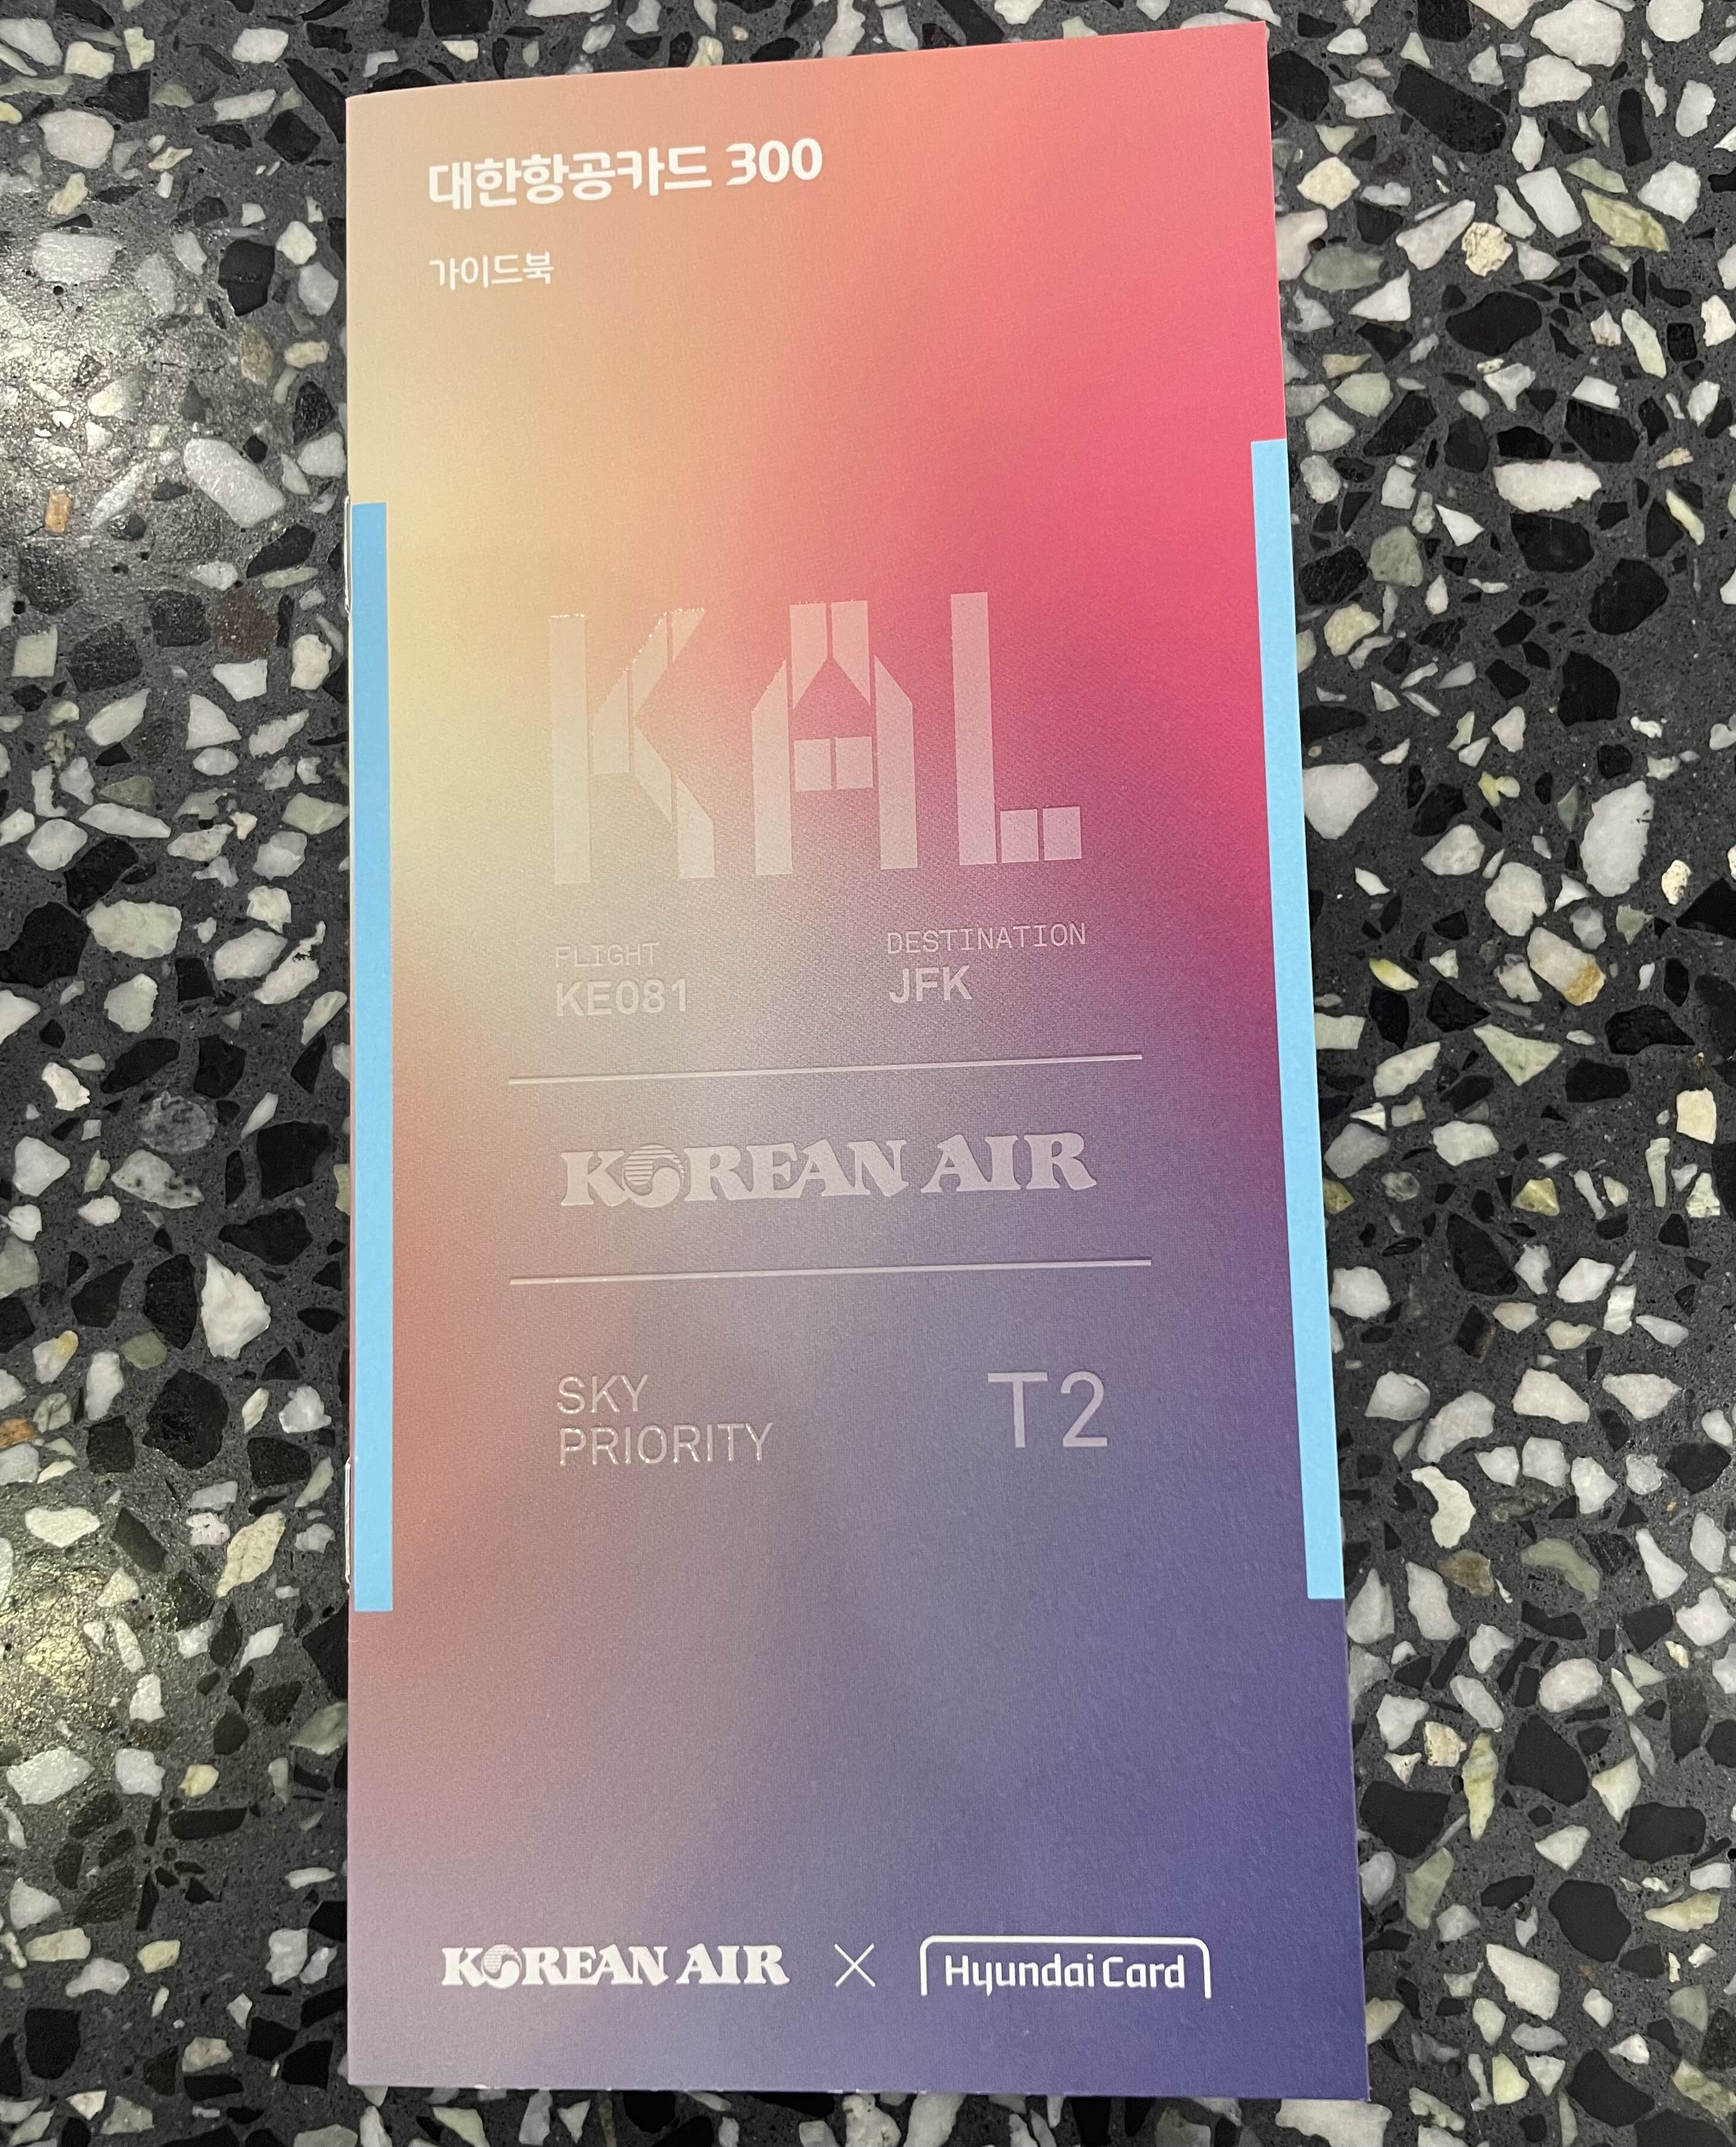 대한항공카드 300
가이드북
KAL
FLIGHT DESTINATION
KE081 JFK
KOREAN AIR
SKY
PRIORITY
T2
KOREAN AIR × Hyundai Card